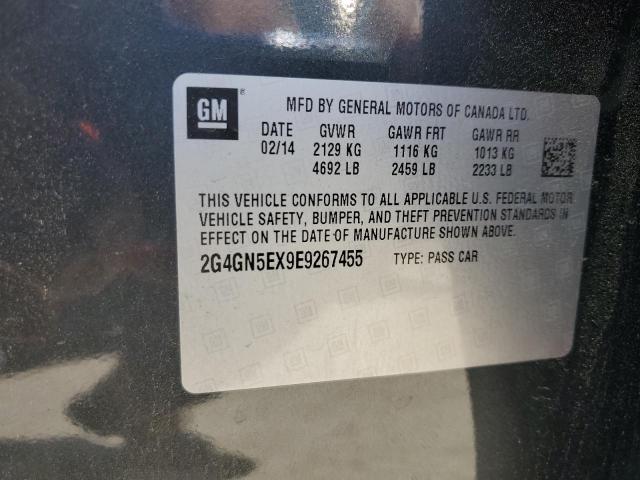 GM ®
MFD BY GENERAL MOTORS OF CANADA LTD.
DATE GVWR GAWR FRT GAWR RR
02/14 2129 KG 1116 KG 1013 KG
4692 LB 2459 LB 2233 LB
THIS VEHICLE CONFORMS TO ALL APPLICABLE U.S. FEDERAL MOTOR
VEHICLE SAFETY, BUMPER, AND THEFT PREVENTION STANDARDS IN
EFFECT ON THE DATE OF MANUFACTURE SHOWN ABOVE.
2G4GN5EX9E9267455 TYPE: PASS CAR